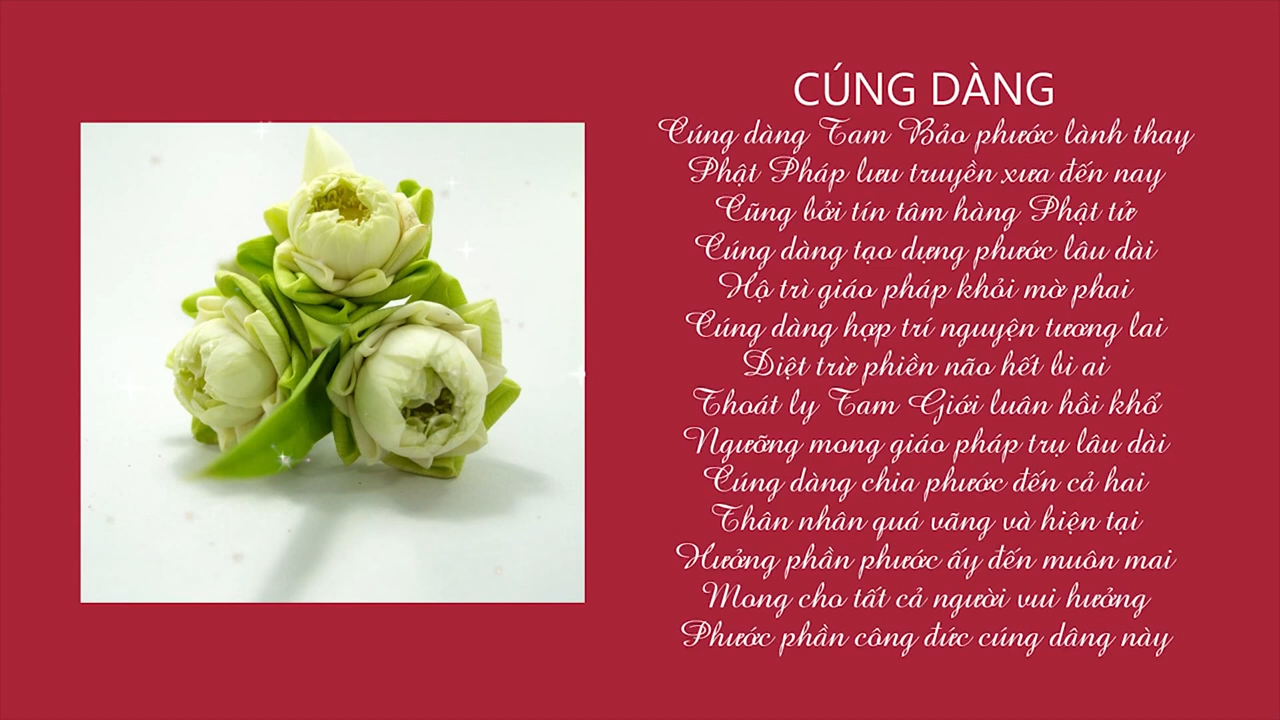 CÚNG DÀNG
Cúng dàng Tam Bảo phước lành thay
Phật Pháp lưu truyền xưa đến nay
Cũng bởi tín tâm hàng Phật tử
Cúng dàng tạo dựng phước lâu dài
Hộ trì giáo pháp khỏi mờ phai
Cúng dàng hợp trí nguyện tương lai
Diệt trừ phiền não hết bi ai
Thoát ly Tam Giới luân hồi khổ
Ngưỡng mong giáo pháp trụ lâu dài
Cúng dàng chia phước đến cả hai
Thân nhân quá vãng và hiện tại
Hưởng phần phước ấy đến muôn mai
Mong cho tất cả người vui hưởng
Phước phần công đức cúng dâng này